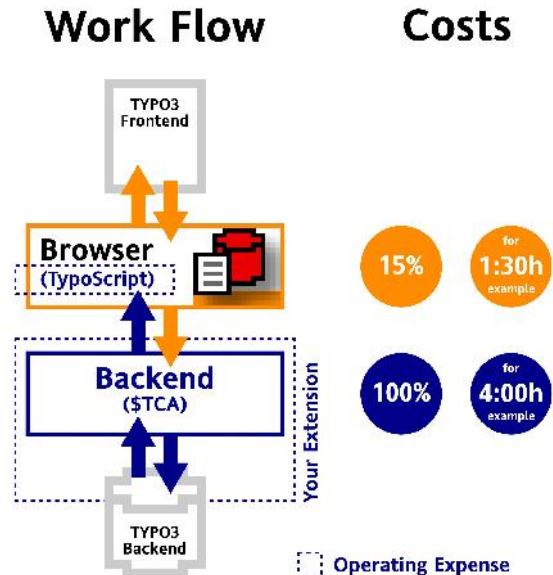 Work Flow
Costs
TYPO3
Frontend
Browser
(TypoScript)
15%
for
1:30h
example
Backend
($TCA)
100%
for
4:00h
example
Your Extension
TYPO3
Backend
Operating Expense